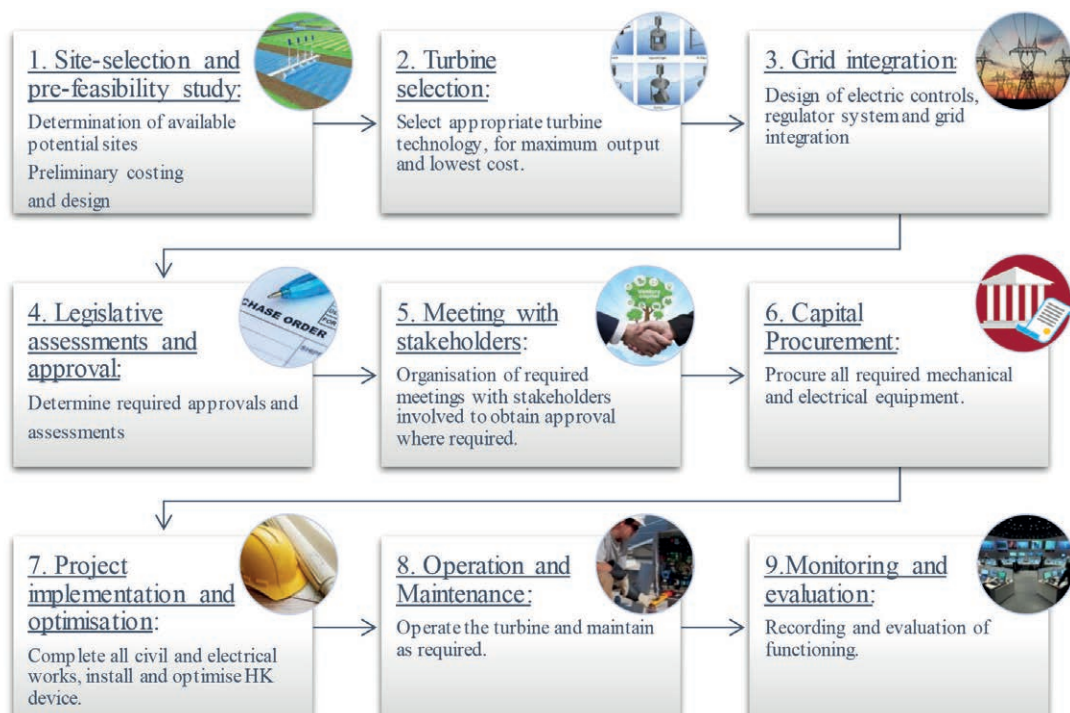 1. Site-selection and
pre-feasibility study:
Determination of available
potential sites
Preliminary costing
and design
2. Turbine
selection:
Select appropriate turbine
technology, for maximum output
and lowest cost.
3. Grid integration:
Design of electric controls,
regulator system and grid
integration
4. Legislative
assessments and
approval:
CHASE ORDER
Determine required approvals and
assessments
5. Meeting with
stakeholders:
Organisation of required
meetings with stakeholders
involved to obtain approval
where required.
6. Capital
Procurement:
Procure all required mechanical
and electrical equipment.
7. Project
implementation and
optimisation:
Complete all civil and electrical
works, install and optimise HK
device.
8. Operation and
Maintenance:
Operate the turbine and maintain
as required.
9.Monitoring and
evaluation:
Recording and evaluation of
functioning.